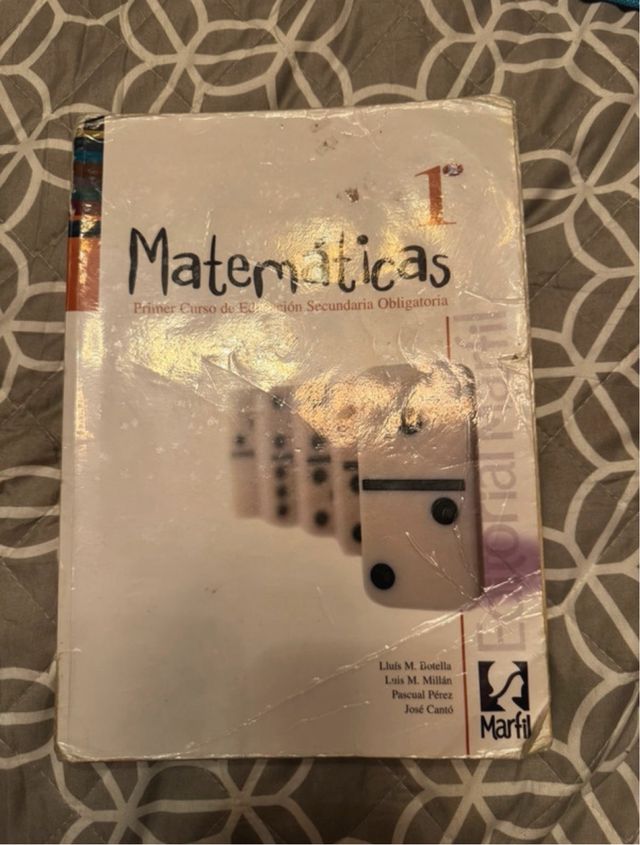 1º
Matemáticas
Primer Curso de Educación Secundaria Obligatoria
Editorial Marfil
Lluís M. Botella
Luis M. Millán
Pascual Pérez
José Cantó
Marfil